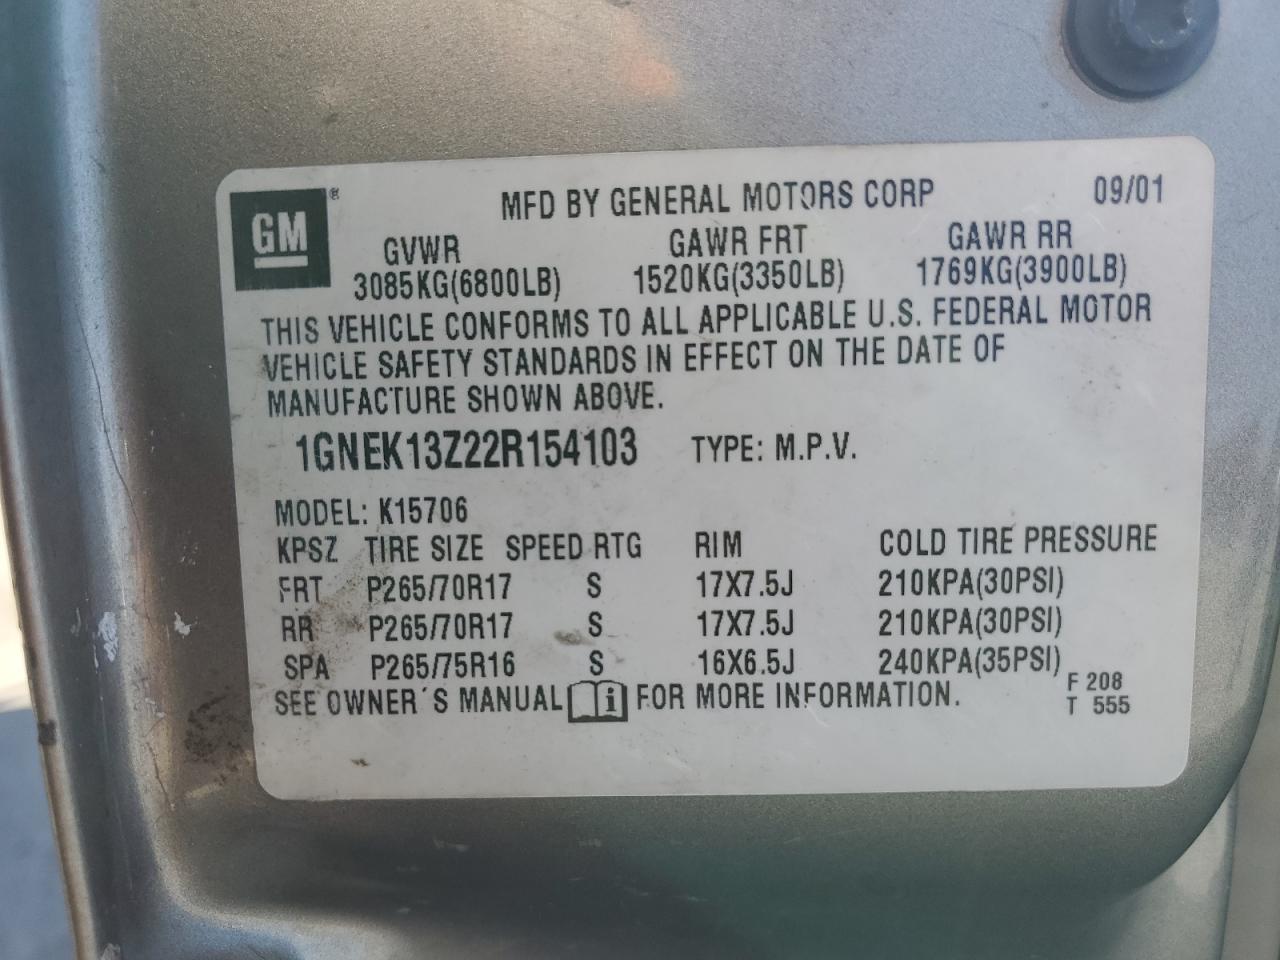 GM ®
MFD BY GENERAL MOTORS CORP 09/01
GVWR GAWR FRT GAWR RR
3085KG(6800LB) 1520KG(3350LB) 1769KG(3900LB)
THIS VEHICLE CONFORMS TO ALL APPLICABLE U.S. FEDERAL MOTOR
VEHICLE SAFETY STANDARDS IN EFFECT ON THE DATE OF
MANUFACTURE SHOWN ABOVE.
1GNEK13Z22R154103 TYPE: M.P.V.
MODEL: K15706
KPSZ TIRE SIZE SPEED RTG RIM COLD TIRE PRESSURE
FRT P265/70R17 S 17X7.5J 210KPA(30PSI)
RR P265/70R17 S 17X7.5J 210KPA(30PSI)
SPA P265/75R16 S 16X6.5J 240KPA(35PSI)
SEE OWNER´S MANUAL i FOR MORE INFORMATION.
F 208
T 555